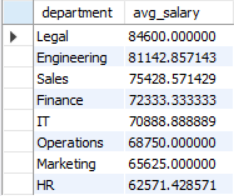 department avg_salary
Legal 84600.000000
Engineering 81142.857143
Sales 75428.571429
Finance 72333.333333
IT 70888.888889
Operations 68750.000000
Marketing 65625.000000
HR 62571.428571